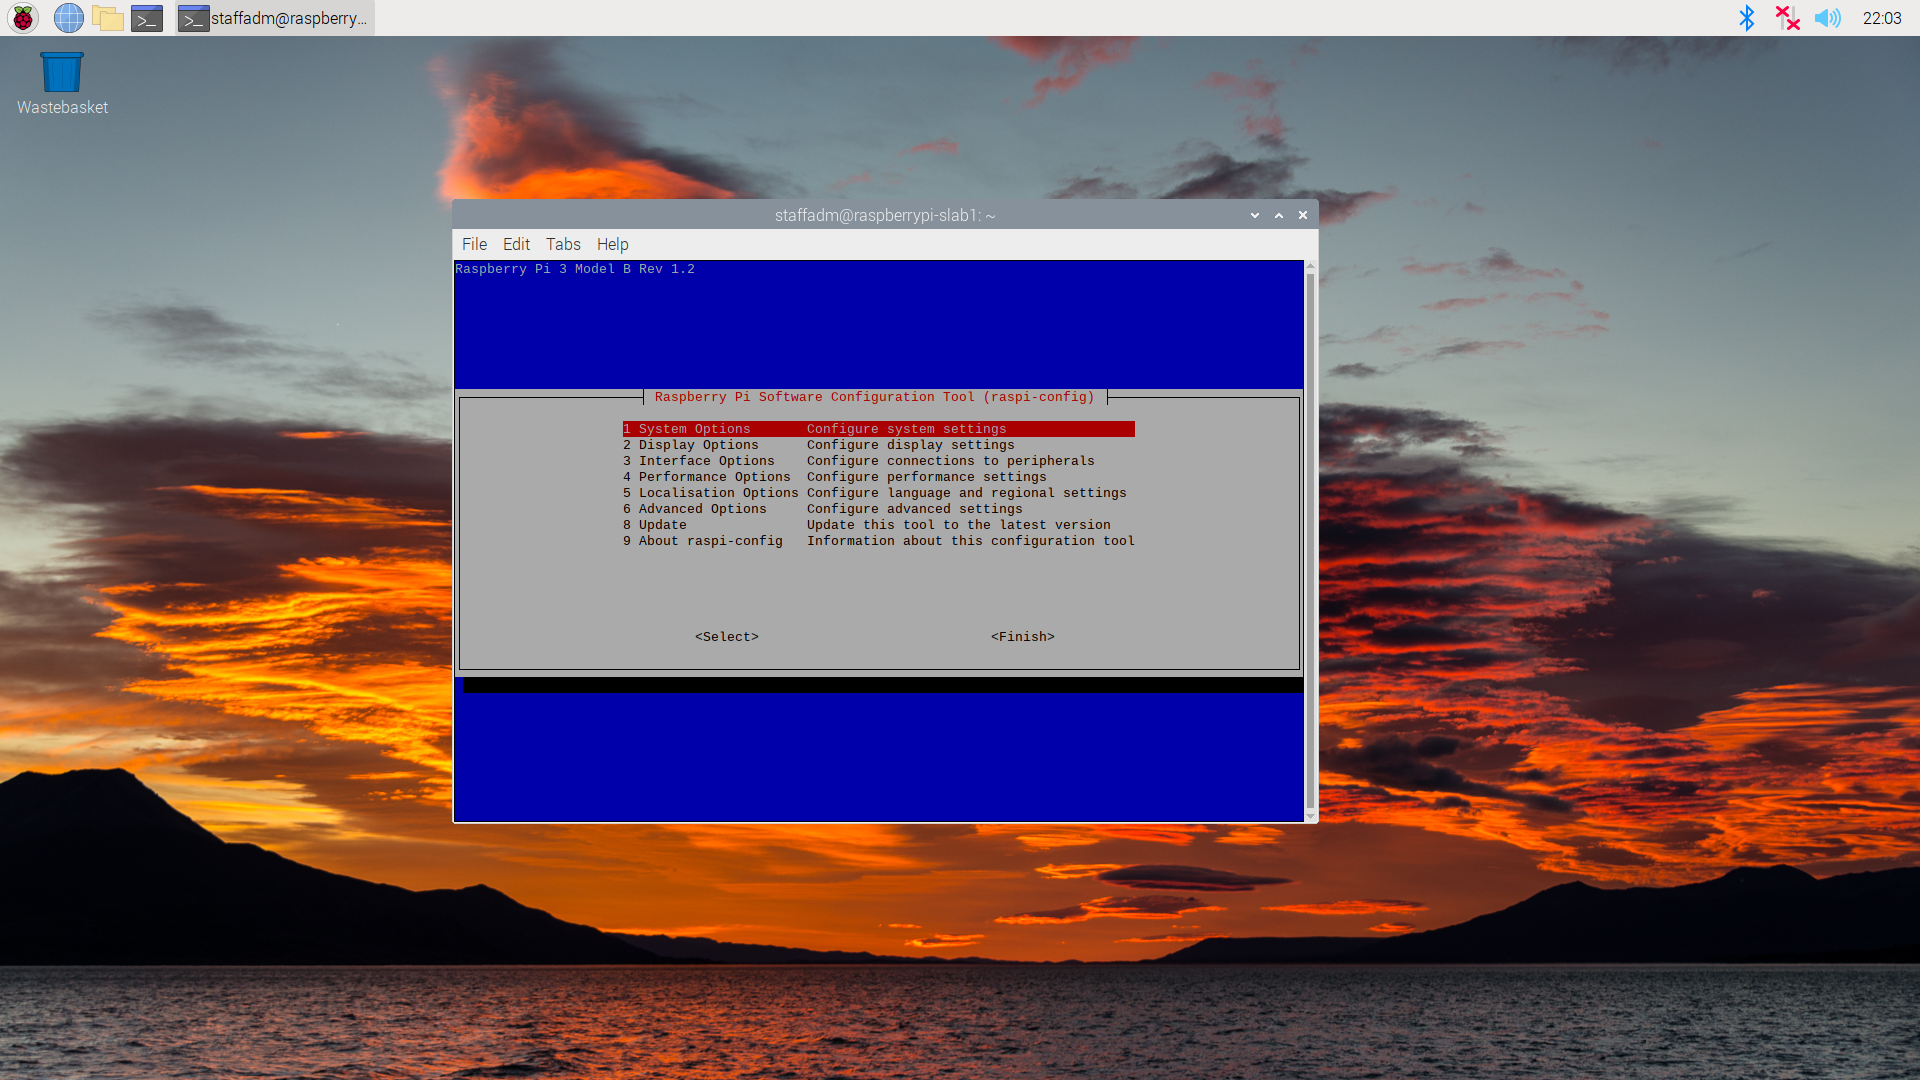 staffadm@raspberry...
22:03
Wastebasket
staffadm@raspberrypi-slab1: ~
File Edit Tabs Help
Raspberry Pi 3 Model B Rev 1.2
Raspberry Pi Software Configuration Tool (raspi-config)
1 System Options Configure system settings
2 Display Options Configure display settings
3 Interface Options Configure connections to peripherals
4 Performance Options Configure performance settings
5 Localisation Options Configure language and regional settings
6 Advanced Options Configure advanced settings
8 Update Update this tool to the latest version
9 About raspi-config Information about this configuration tool
<Select> <Finish>